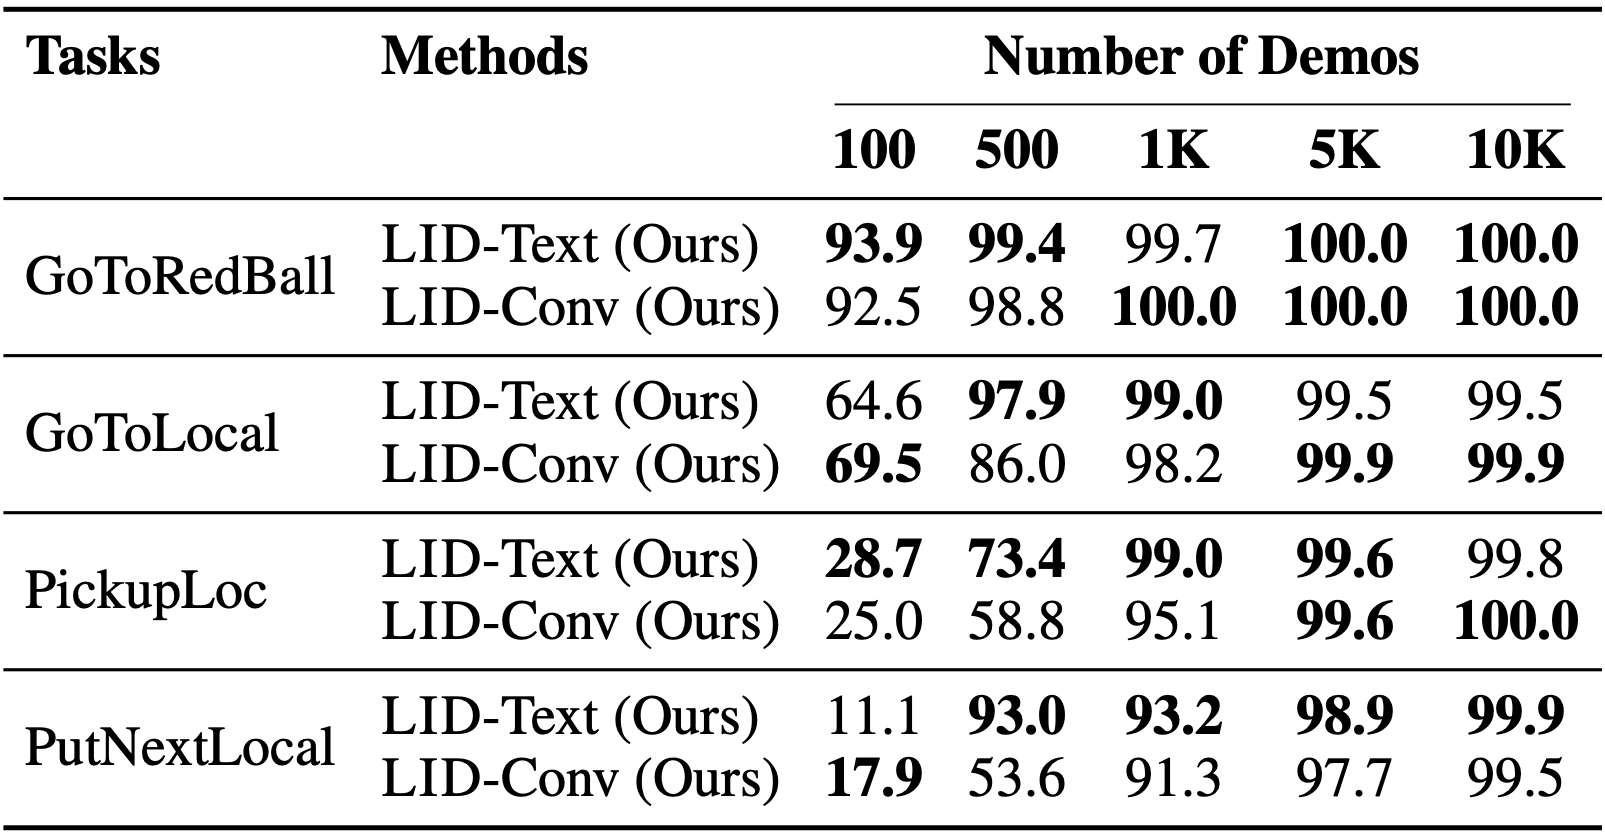 Tasks Methods Number of Demos
100 500 1K 5K 10K
GoToRedBall LID-Text (Ours) 93.9 99.4 99.7 100.0 100.0
LID-Conv (Ours) 92.5 98.8 100.0 100.0 100.0
GoToLocal LID-Text (Ours) 64.6 97.9 99.0 99.5 99.5
LID-Conv (Ours) 69.5 86.0 98.2 99.9 99.9
PickupLoc LID-Text (Ours) 28.7 73.4 99.0 99.6 99.8
LID-Conv (Ours) 25.0 58.8 95.1 99.6 100.0
PutNextLocal LID-Text (Ours) 11.1 93.0 93.2 98.9 99.9
LID-Conv (Ours) 17.9 53.6 91.3 97.7 99.5